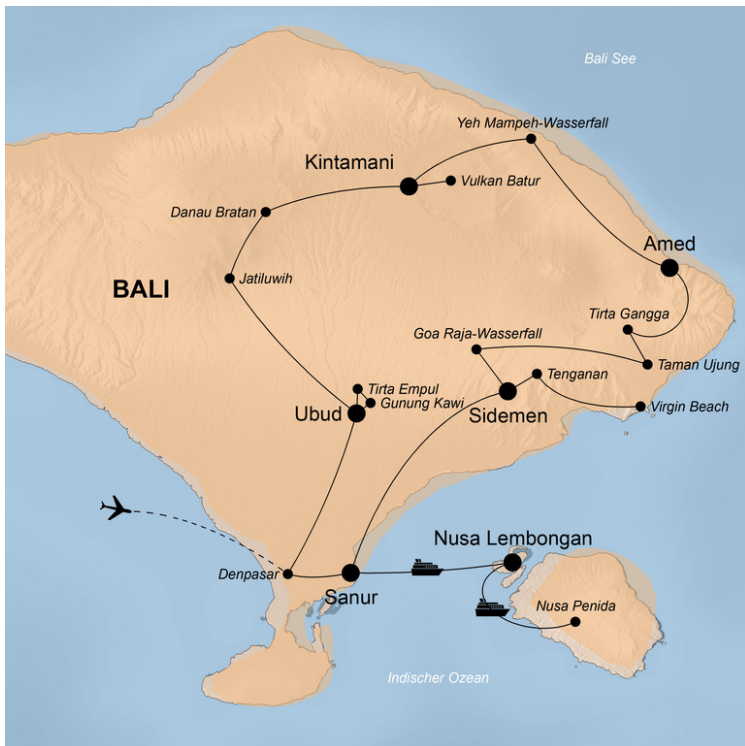 Bali See
Yeh Mampeh-Wasserfall
Kintamani
Vulkan Batur
Danau Bratan
Amed
Jatiluwih
BALI
Tirta Gangga
Goa Raja-Wasserfall
Taman Ujung
Tenganan
Tirta Empul
Gunung Kawi
Virgin Beach
Ubud
Sidemen
Nusa Lembongan
Denpasar
Sanur
Nusa Penida
Indischer Ozean